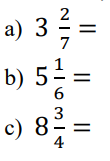 a) 3 2/7 =
b) 5 1/6 =
c) 8 3/4 =